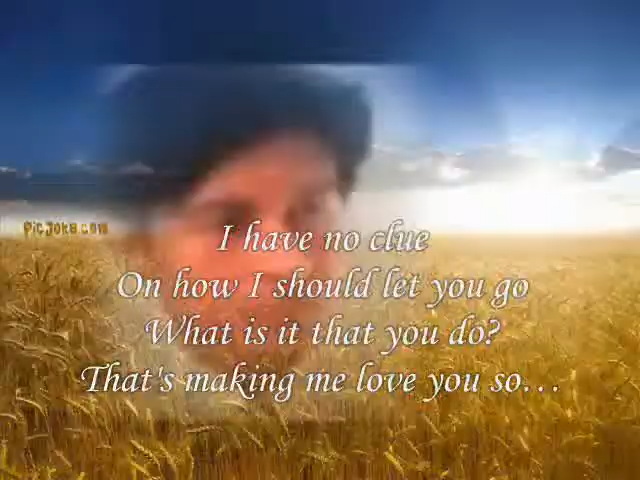 PicJoke.com
I have no clue
On how I should let you go
What is it that you do?
That's making me love you so...